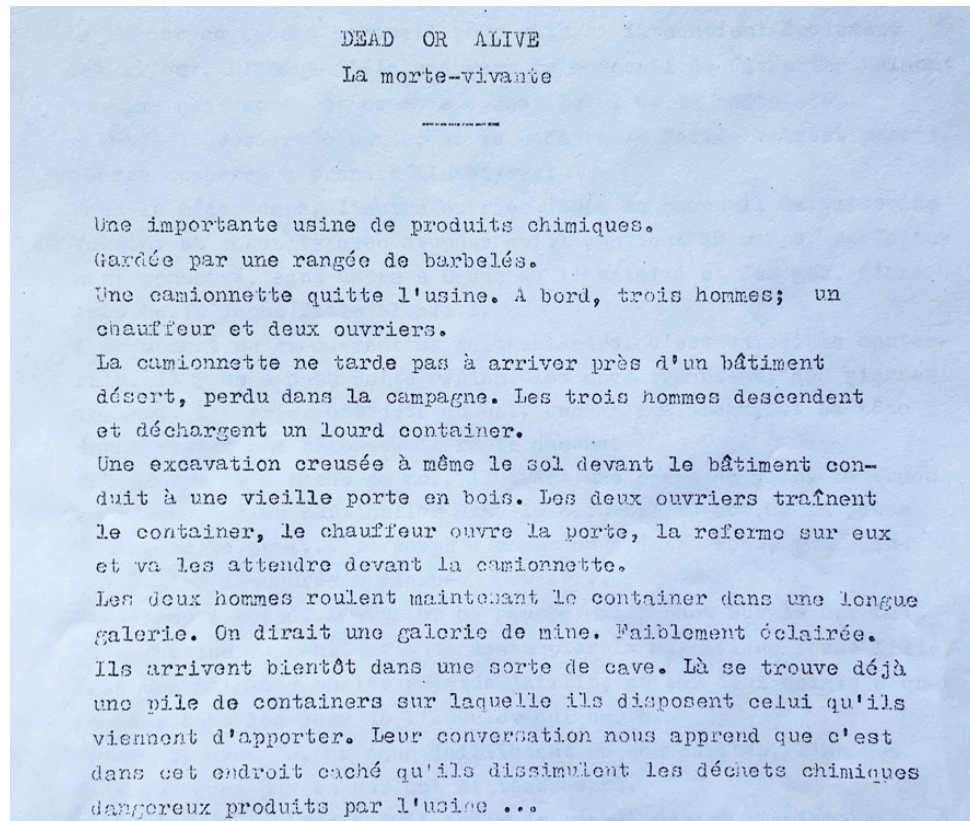 DEAD OR ALIVE
La morte-vivante
Une importante usine de produits chimiques.
Gardée par une rangée de barbelés.
Une camionnette quitte l'usine. A bord, trois hommes; un
chauffeur et deux ouvriers.
La camionnette ne tarde pas à arriver près d'un bâtiment
désert, perdu dans la campagne. Les trois hommes descendent
et déchargent un lourd container.
Une excavation creusée à même le sol devant le bâtiment con-
duit à une vieille porte en bois. Les deux ouvriers traînent
le container, le chauffeur ouvre la porte, la referme sur eux
et va les attendre devant la camionnette.
Les deux hommes roulent maintenant le container dans une longue
galerie. On dirait une galerie de mine. Faiblement éclairée.
Ils arrivent bientôt dans une sorte de cave. Là se trouve déjà
une pile de containers sur laquelle ils disposent celui qu'ils
viennent d'apporter. Leur conversation nous apprend que c'est
dans cet endroit caché qu'ils dissimulent les déchets chimiques
dangereux produits par l'usine ...